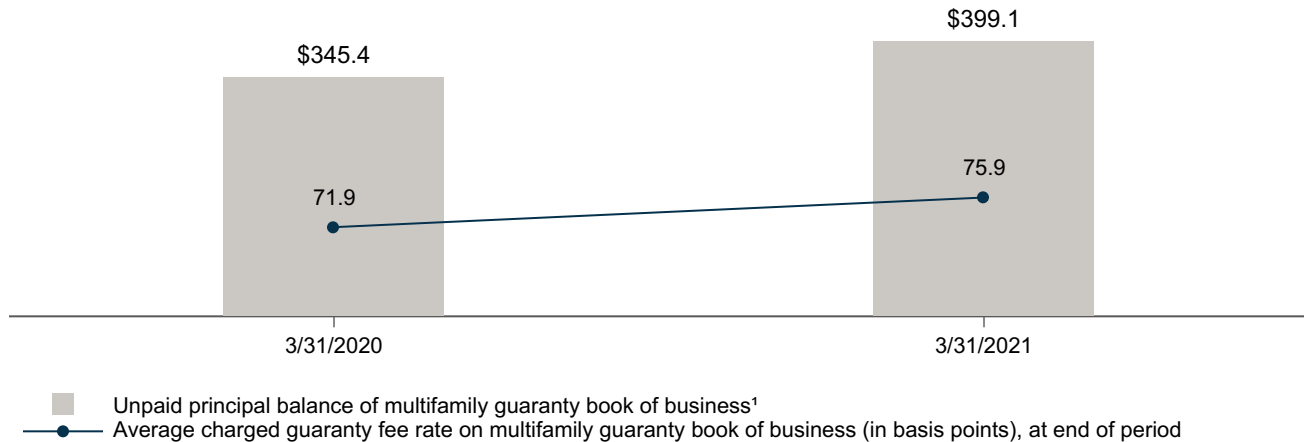 $399.1
$345.4
75.9
71.9
3/31/2020 3/31/2021
Unpaid principal balance of multifamily guaranty book of business¹
Average charged guaranty fee rate on multifamily guaranty book of business (in basis points), at end of period